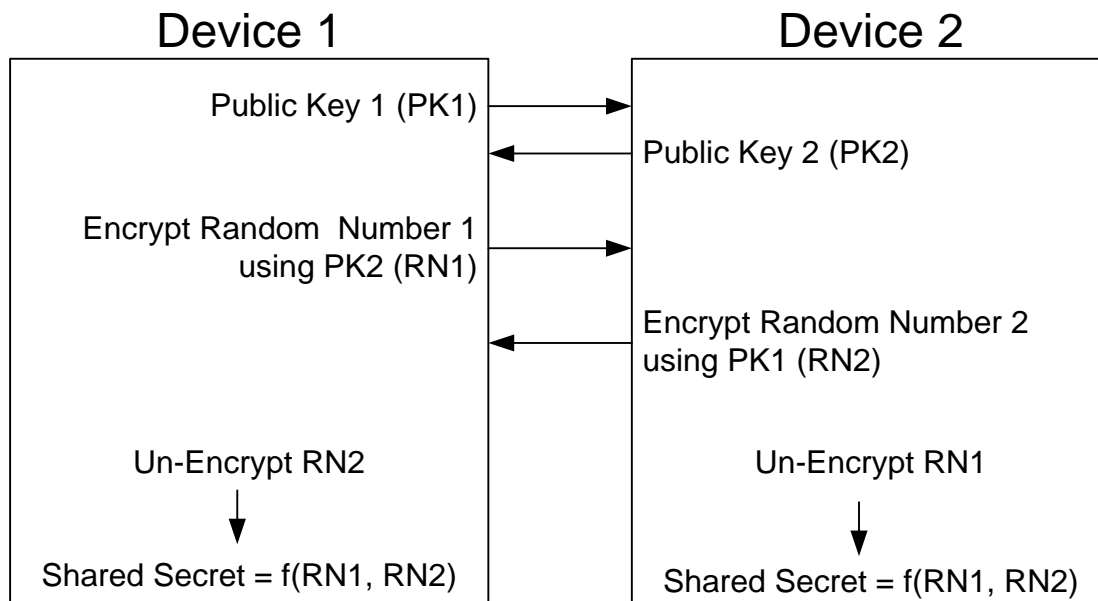 Device 1
Device 2
Public Key 1 (PK1)
Public Key 2 (PK2)
Encrypt Random Number 1
using PK2 (RN1)
Encrypt Random Number 2
using PK1 (RN2)
Un-Encrypt RN2
Un-Encrypt RN1
Shared Secret = f(RN1, RN2)
Shared Secret = f(RN1, RN2)